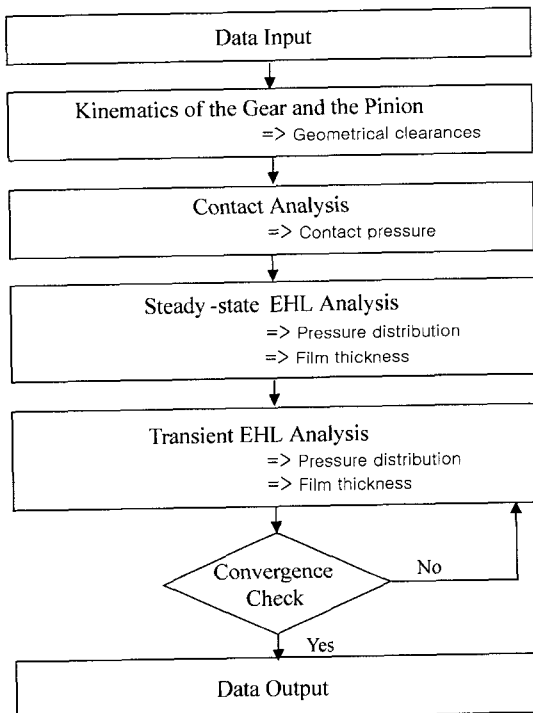 Data Input
Kinematics of the Gear and the Pinion
=> Geometrical clearances
Contact Analysis
=> Contact pressure
Steady-state EHL Analysis
=> Pressure distribution
=> Film thickness
Transient EHL Analysis
=> Pressure distribution
=> Film thickness
Convergence
Check
No
Yes
Data Output